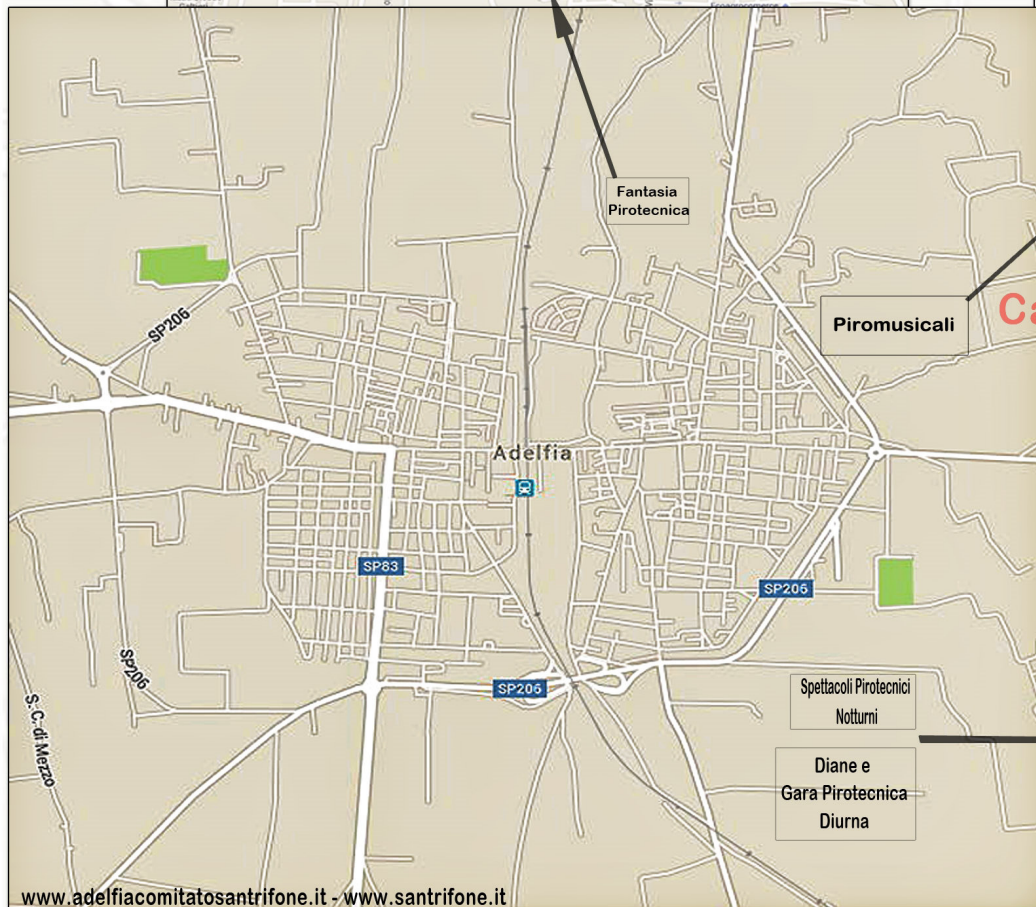 Fantasia
Pirotecnica
SP206
Piromusicali
Ca
Adelfia
SP83
SP206
SP206
SP206
S. C. di Mezzo
Spettacoli Pirotecnici
Notturni
Diane e
Gara Pirotecnica
Diurna
www.adelfiacomitatosantrifone.it - www.santrifone.it